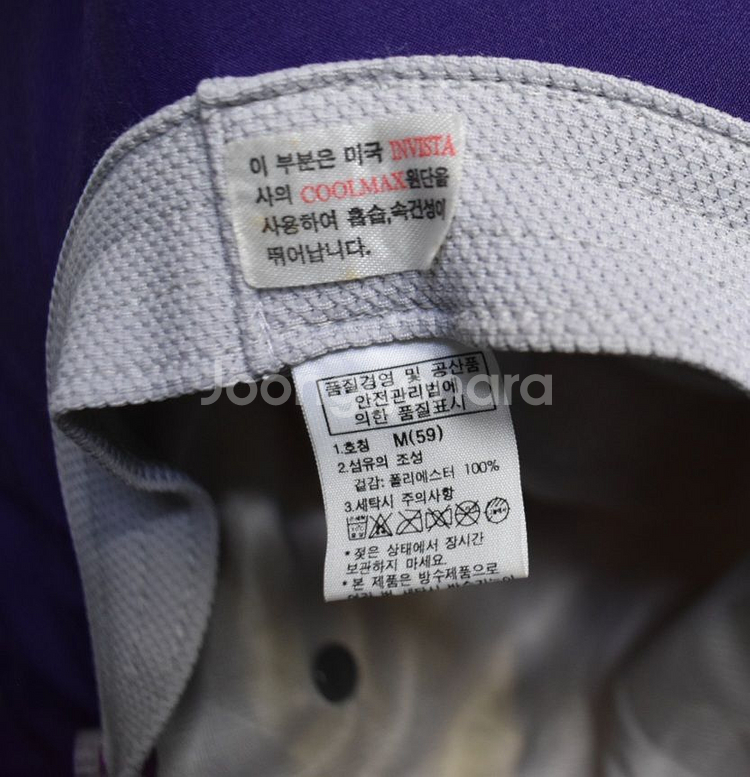 이 부분은 미국 INVISTA
사의 COOLMAX원단을
사용하여 흡습,속건성이
뛰어납니다.
Joonggonara
품질경영 및 공산품
안전관리법에
의한 품질표시
1.호칭 M(59)
2.섬유의 조성
겉감: 폴리에스터 100%
3.세탁시 주의사항
* 젖은 상태에서 장시간
보관하지 마세요.
* 본 제품은 방수제품으로